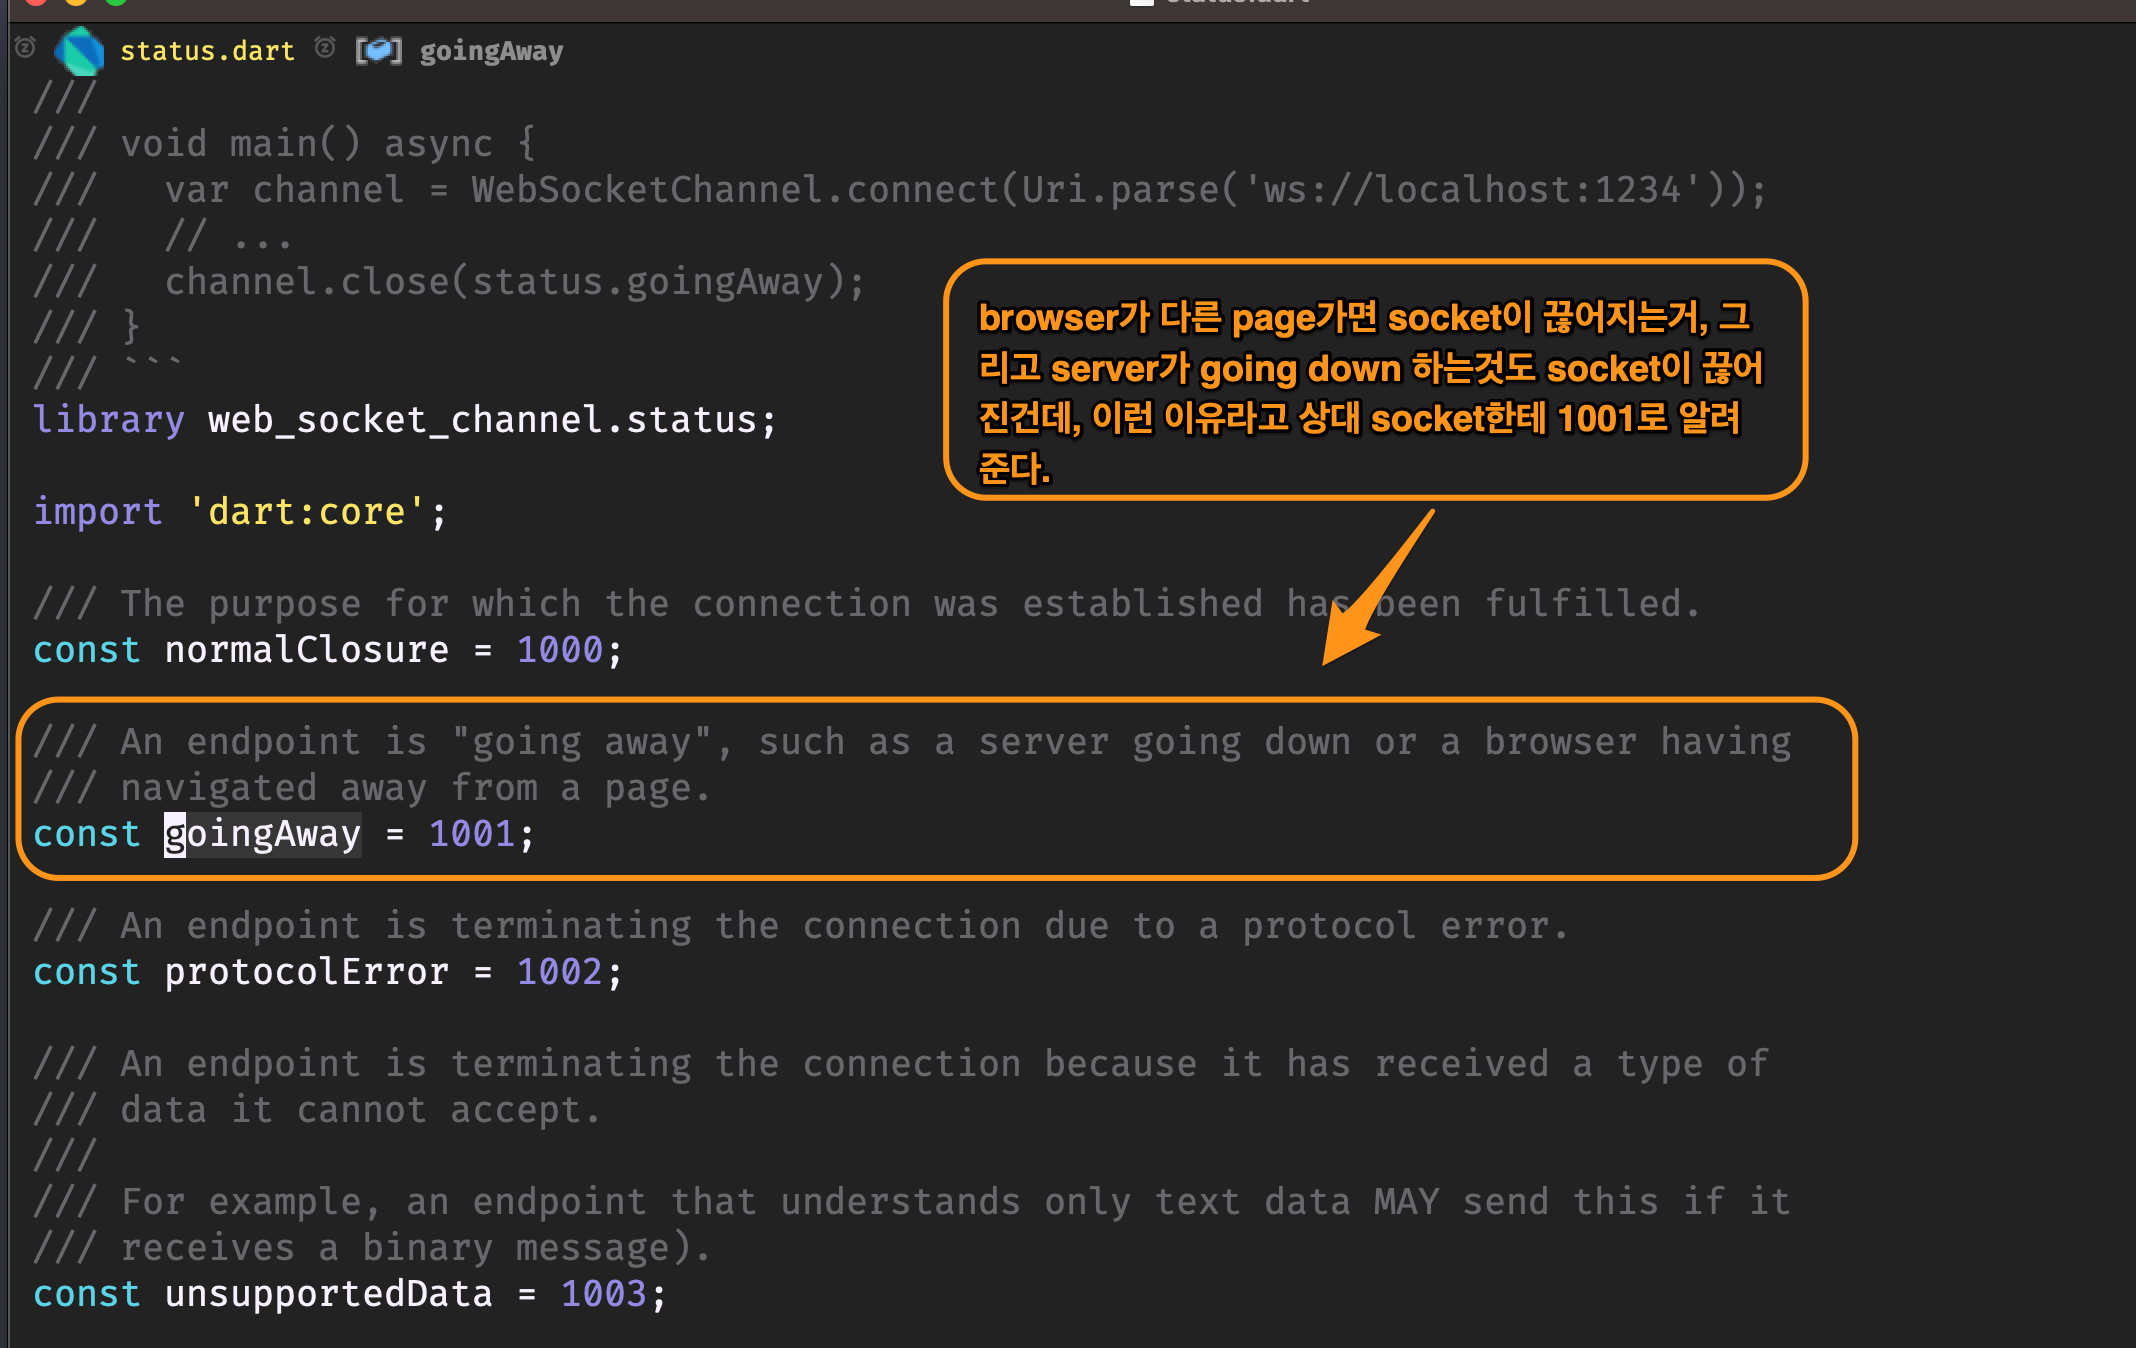 status.dart
status.dart goingAway
///
/// void main() async {
///   var channel = WebSocketChannel.connect(Uri.parse('ws://localhost:1234'));
///   // ...
///   channel.close(status.goingAway);
/// }
/// ```
library web_socket_channel.status;
browser가 다른 page가면 socket이 끊어지는거, 그
리고 server가 going down 하는것도 socket이 끊어
진건데, 이런 이유라고 상대 socket한테 1001로 알려
준다.
import 'dart:core';
/// The purpose for which the connection was established has been fulfilled.
const normalClosure = 1000;
/// An endpoint is "going away", such as a server going down or a browser having
/// navigated away from a page.
const goingAway = 1001;
/// An endpoint is terminating the connection due to a protocol error.
const protocolError = 1002;
/// An endpoint is terminating the connection because it has received a type of
/// data it cannot accept.
///
/// For example, an endpoint that understands only text data MAY send this if it
/// receives a binary message).
const unsupportedData = 1003;